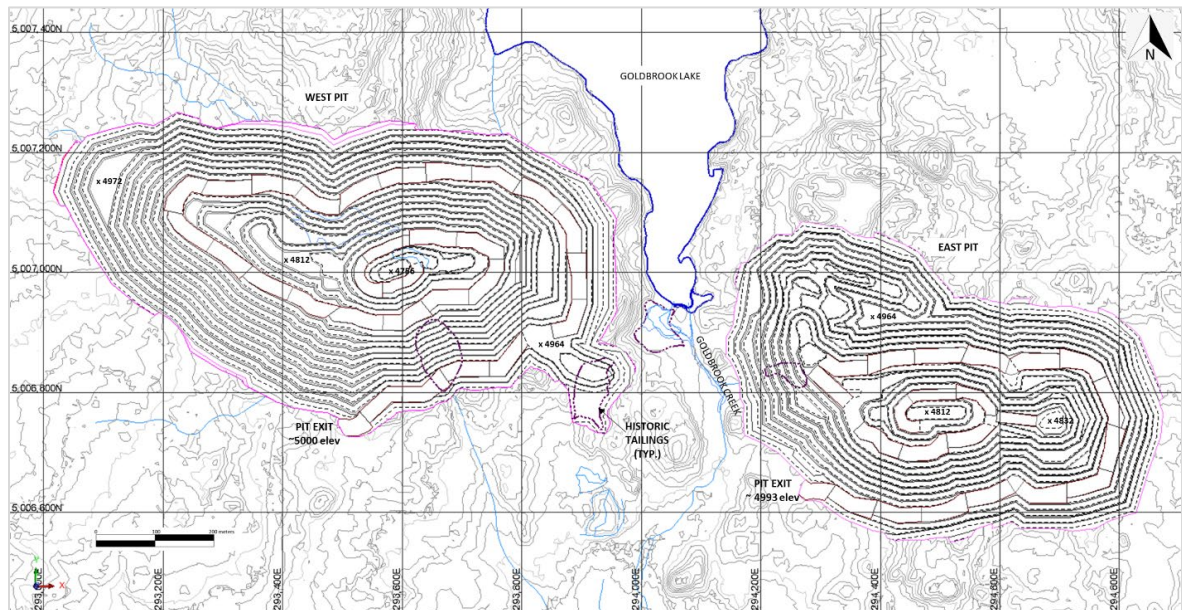 5,007,400N
GOLDBROOK LAKE
N
WEST PIT
5,007,200N
x 4972
EAST PIT
x 4812
5,007,000N
x 4964
x 4964
GOLDBROOK CREEK
5,006,800N
x 4812
x 4832
PIT EXIT
~5000 elev
HISTORIC
TAILINGS
(TYP.)
PIT EXIT
~ 4993 elev
5,006,600N
0
100
200 meters
Y
X
293,200E
293,400E
293,600E
293,800E
294,000E
294,200E
294,400E
294,600E
294,800E